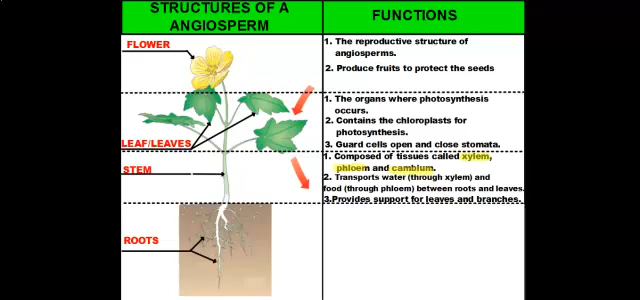 STRUCTURES OF A
ANGIOSPERM
FUNCTIONS
FLOWER
1. The reproductive structure of
angiosperms.
2. Produce fruits to protect the seeds
LEAF/LEAVES
1. The organs where photosynthesis
occurs.
2. Contains the chloroplasts for
photosynthesis.
3. Guard cells open and close stomata.
STEM
1. Composed of tissues called xylem,
phloem and cambium.
2. Transports water (through xylem) and
food (through phloem) between roots and leaves.
3.Provides support for leaves and branches.
ROOTS